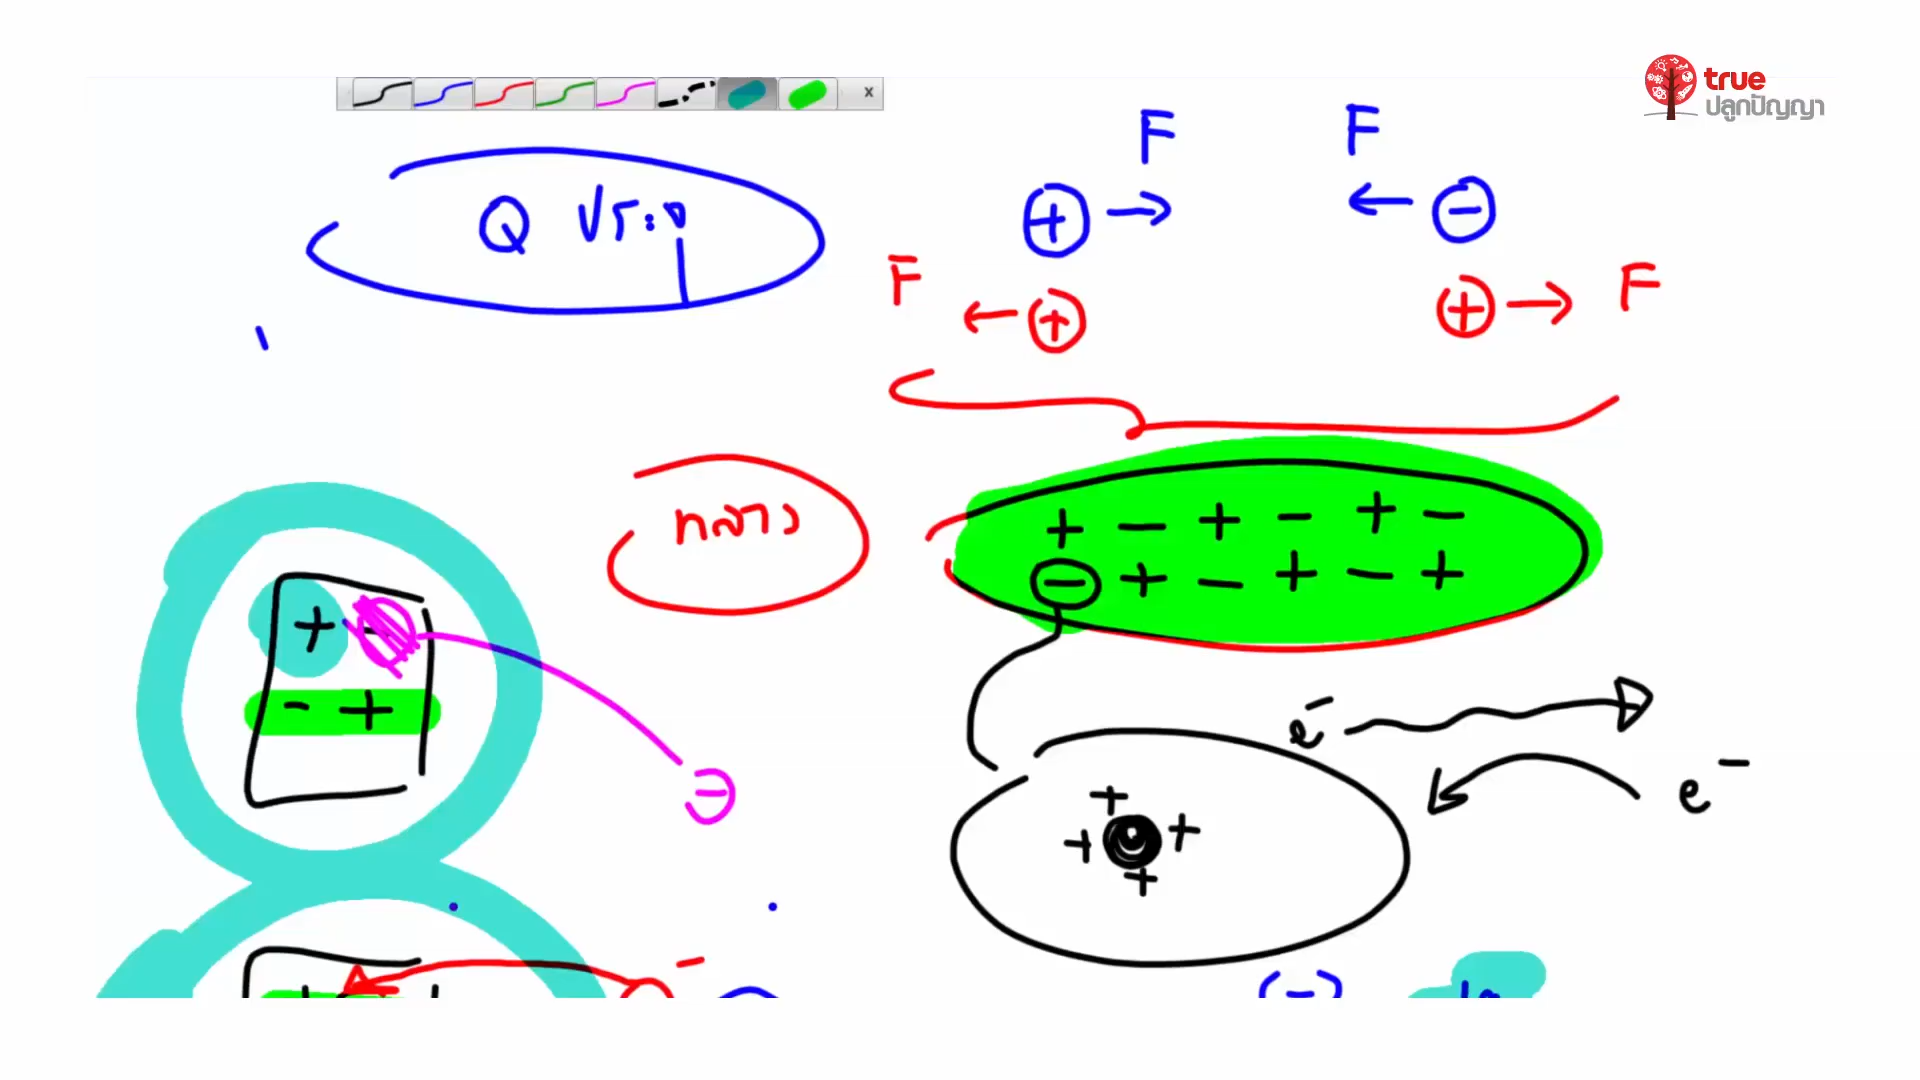 true
ปลูกปัญญา
x
F F
Q ประจุ
+ → ← -
F ← + + → F
กลาง
+ - + - + -
- + - + - +
+ -
- +
-
e⁻
e⁻
+
+ +
+
-
(-)